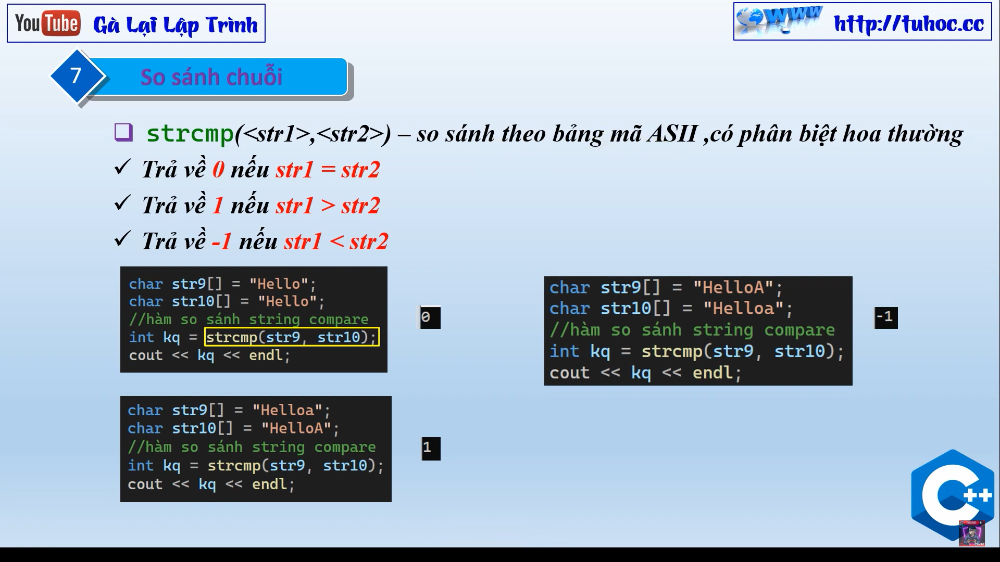 YouTube Gà Lại Lập Trình
WWW http://tuhoc.cc
7 So sánh chuỗi
strcmp(<str1>,<str2>) – so sánh theo bảng mã ASII ,có phân biệt hoa thường
Trả về 0 nếu str1 = str2
Trả về 1 nếu str1 > str2
Trả về -1 nếu str1 < str2
char str9[] = "Hello";
char str10[] = "Hello";
//hàm so sánh string compare
int kq = strcmp(str9, str10);
cout << kq << endl;
0
char str9[] = "HelloA";
char str10[] = "Helloa";
//hàm so sánh string compare
int kq = strcmp(str9, str10);
cout << kq << endl;
-1
char str9[] = "Helloa";
char str10[] = "HelloA";
//hàm so sánh string compare
int kq = strcmp(str9, str10);
cout << kq << endl;
1
C++